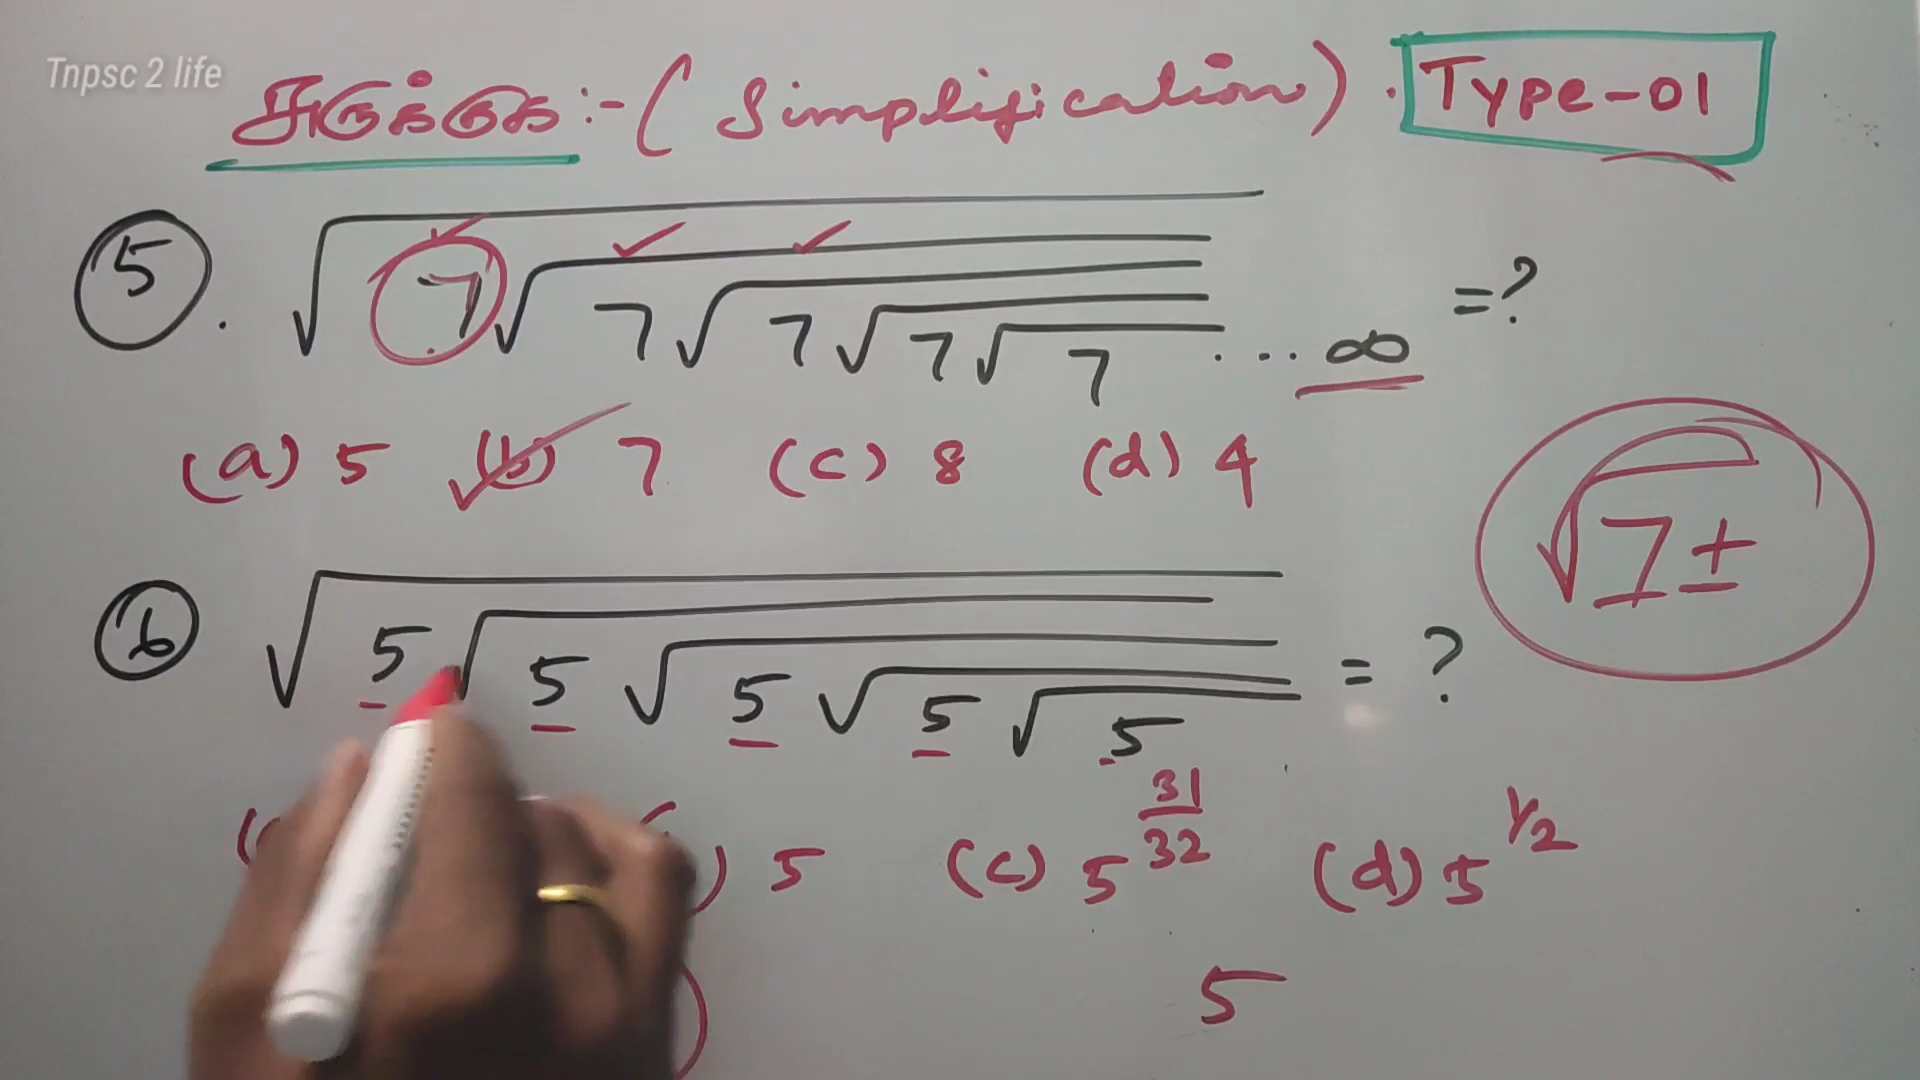 Tnpsc 2 life
சுருக்குக :- ( Simplification ) . Type-01
5 . √7√7√7√7√7 ... ∞ = ?
(a) 5 (b) 7 (c) 8 (d) 4
√7±
6 √5√5√5√5√5 = ?
) 5 (c) 5^31/32 (d) 5^1/2
5